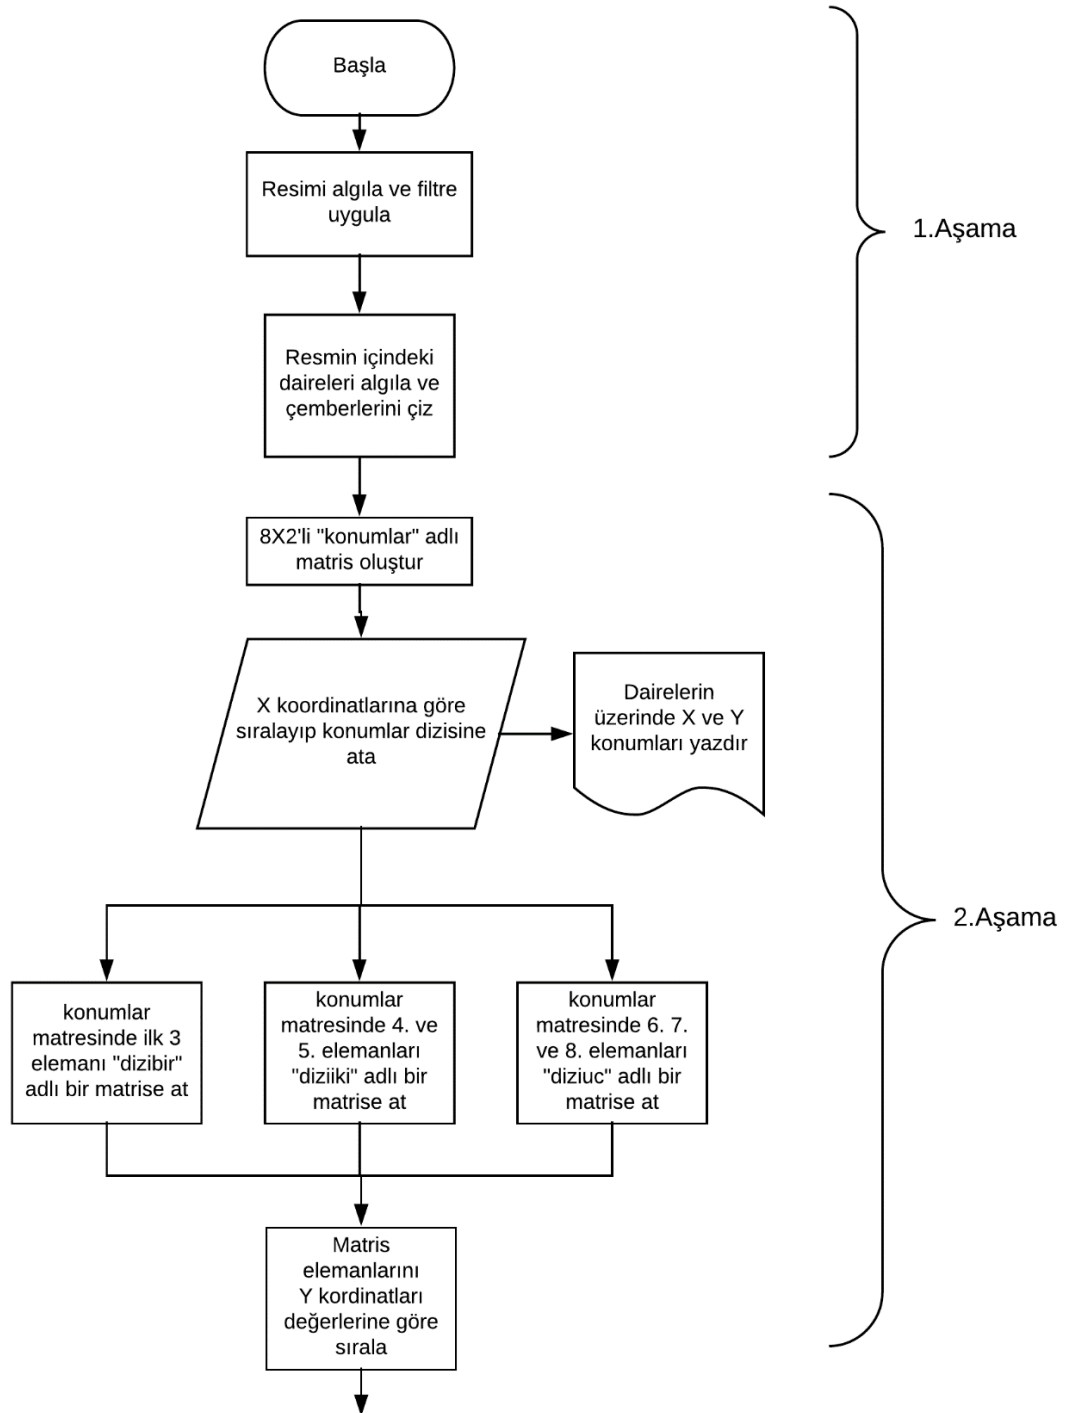 Başla
Resimi algıla ve filtre
uygula
1.Aşama
Resmin içindeki
daireleri algıla ve
çemberlerini çiz
8X2'li "konumlar" adlı
matris oluştur
X koordinatlarına göre
sıralayıp konumlar dizisine
ata
Dairelerin
üzerinde X ve Y
konumları yazdır
2.Aşama
konumlar
matresinde ilk 3
elemanı "dizibir"
adlı bir matrise at
konumlar
matresinde 4. ve
5. elemanları
"diziiki" adlı bir
matrise at
konumlar
matresinde 6. 7.
ve 8. elemanları
"diziuc" adlı bir
matrise at
Matris
elemanlarını
Y kordinatları
değerlerine göre
sırala